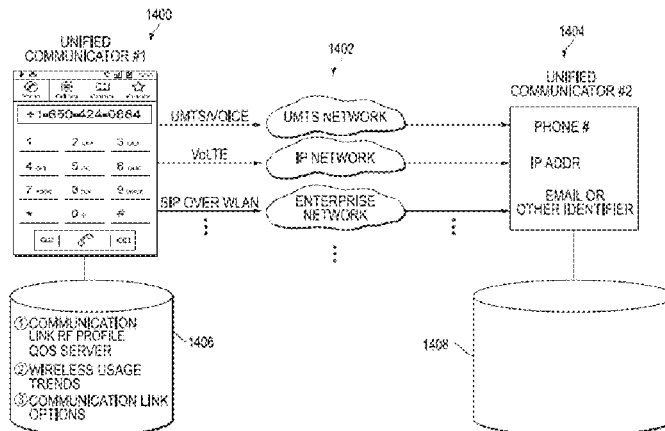 1400
1402
1404
UNIFIED
COMMUNICATOR #1
UNIFIED
COMMUNICATOR #2
+1=650=424=0664
1
2
3
4
5
6
7
8
9
*
0 +
#
UMTS/VOICE
UMTS NETWORK
PHONE #
VoLTE
IP NETWORK
IP ADDR
SIP OVER WLAN
ENTERPRISE
NETWORK
EMAIL OR
OTHER IDENTIFIER
①COMMUNICATION
LINK RF PROFILE
QOS SERVER
②WIRELESS USAGE
TRENDS
③COMMUNICATION LINK
OPTIONS
1406
1408